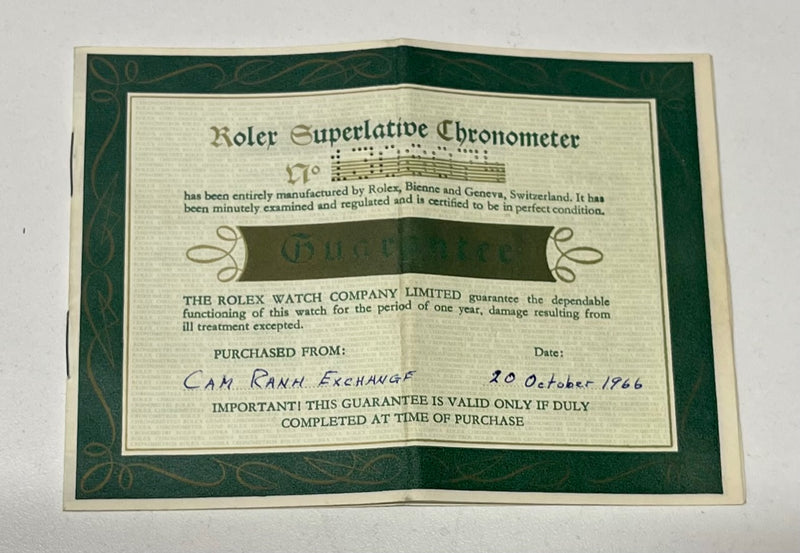 Rolex Superlative Chronometer
No
has been entirely manufactured by Rolex, Bienne and Geneva, Switzerland. It has
been minutely examined and regulated and is certified to be in perfect condition.
Guarantee
THE ROLEX WATCH COMPANY LIMITED guarantee the dependable
functioning of this watch for the period of one year, damage resulting from
ill treatment excepted.
PURCHASED FROM: Date:
CAM RANH EXCHANGE 20 October 1966
IMPORTANT! THIS GUARANTEE IS VALID ONLY IF DULY
COMPLETED AT TIME OF PURCHASE